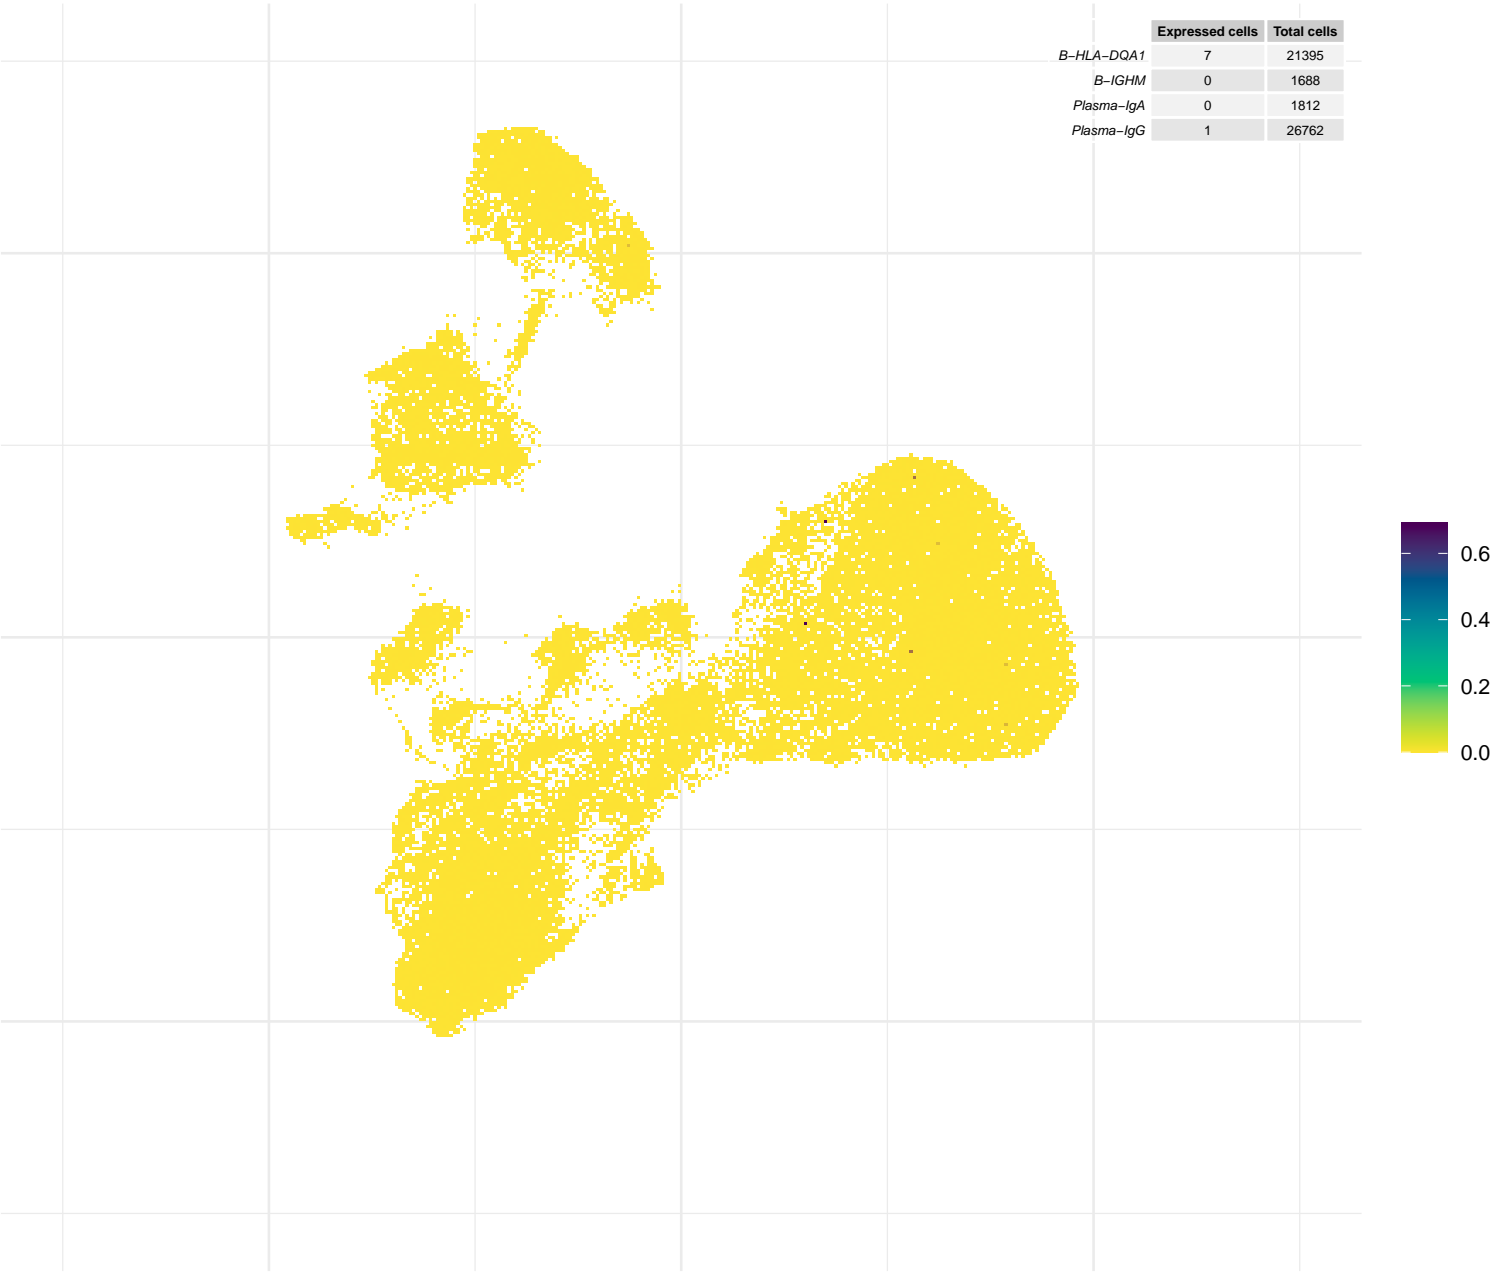 Expressed cells Total cells
B−HLA−DQA1 7 21395
B−IGHM 0 1688
Plasma−IgA 0 1812
Plasma−IgG 1 26762
0.6
0.4
0.2
0.0